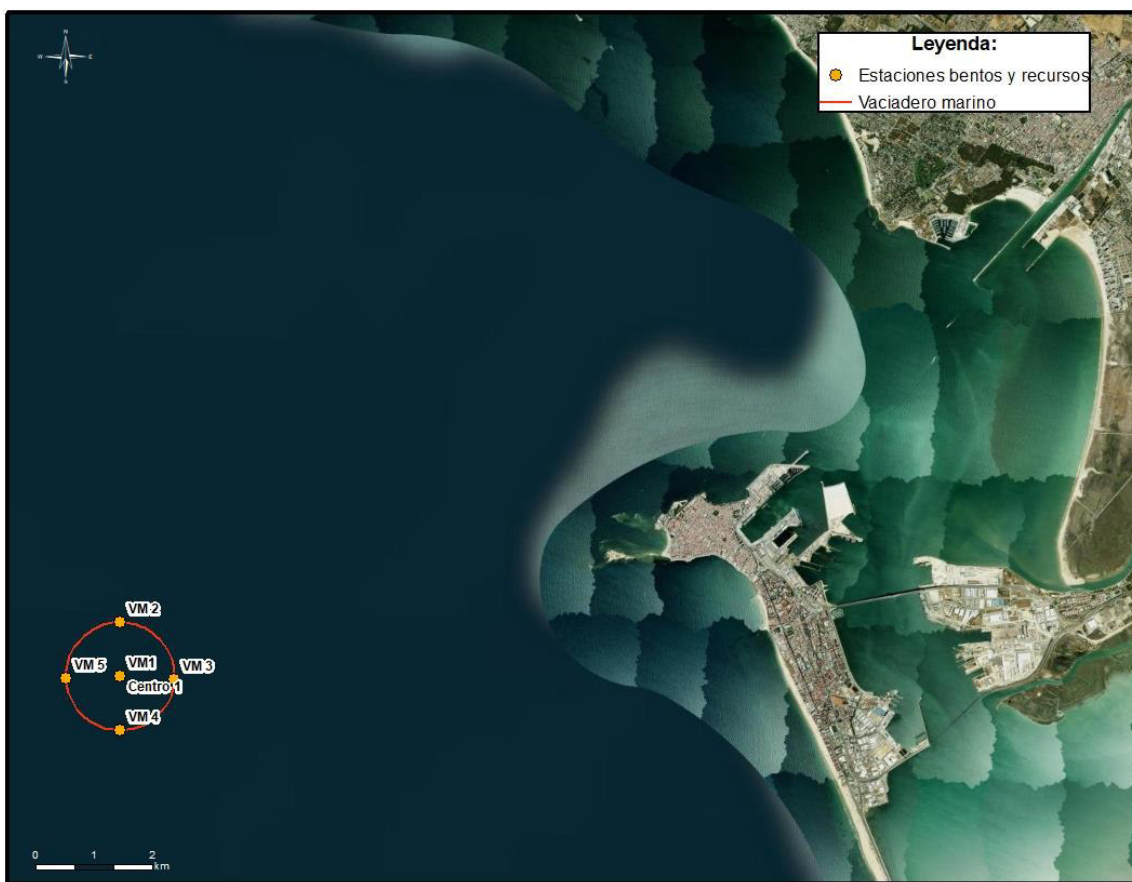 N
W E
S
Leyenda:
Estaciones bentos y recursos
Vaciadero marino
VM 2
VM 5
VM1
VM 3
Centro 1
VM 4
0 1 2
km